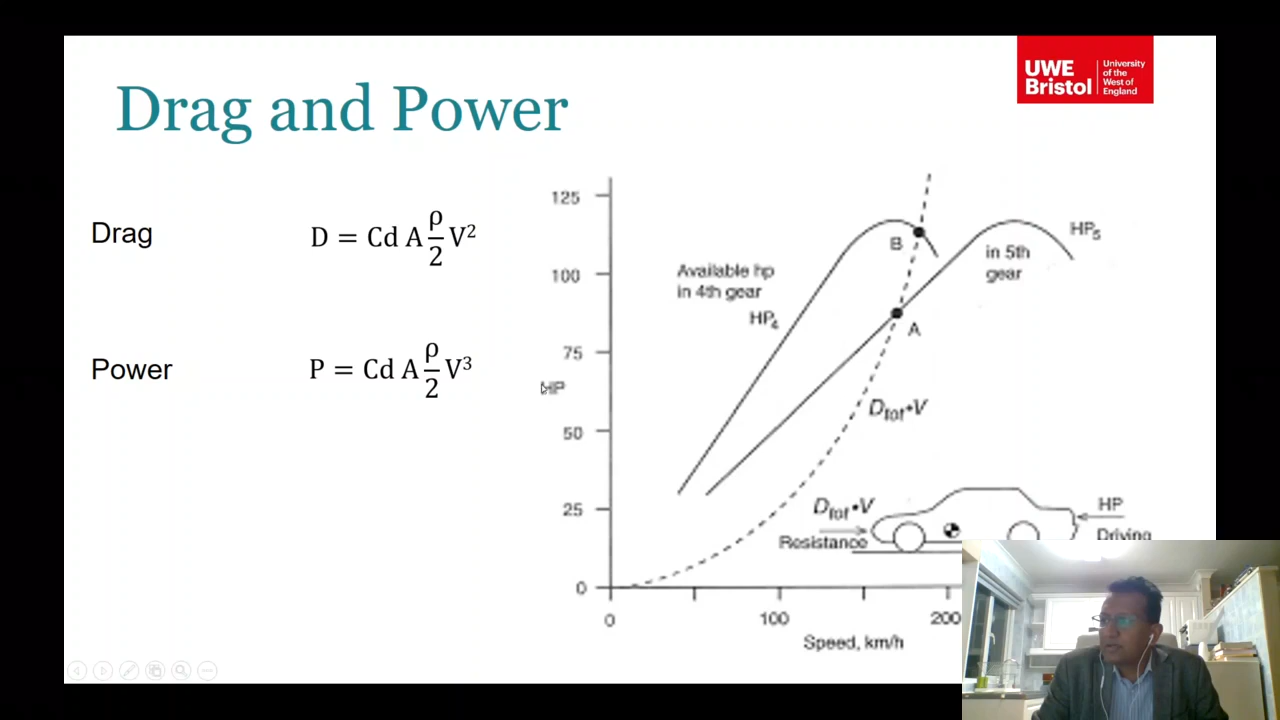 Drag and Power
UWE
Bristol
University
of the
West of
England
Drag
D = Cd A ρ/2 V²
Power
P = Cd A ρ/2 V³
125
100
75
50
25
0
HP
Available hp
in 4th gear
HP₄
B
A
in 5th
gear
HP₅
D_tot•V
D_tot•V
Resistance
HP
Driving
0
100
200
Speed, km/h